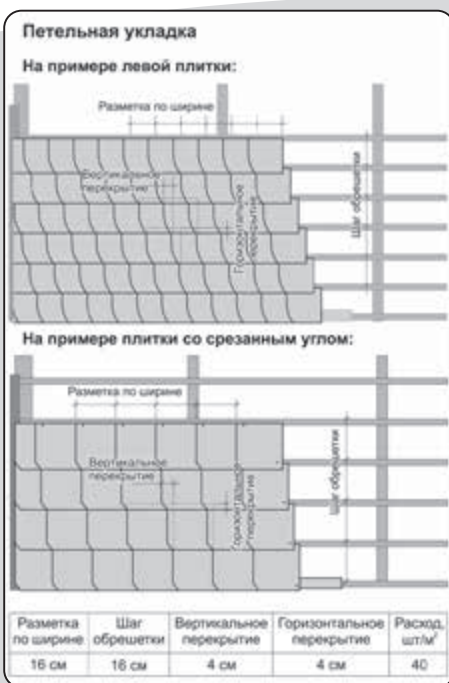 Петельная укладка
На примере левой плитки:
Разметка по ширине
Вертикальное
перекрытие
Горизонтальное
перекрытие
Шаг обрешетки
На примере плитки со срезанным углом:
Разметка по ширине
Вертикальное
перекрытие
Горизонтальное
перекрытие
Шаг обрешетки
Разметка по ширине Шаг обрешетки Вертикальное перекрытие Горизонтальное перекрытие Расход, шт/м²
16 см 16 см 4 см 4 см 40